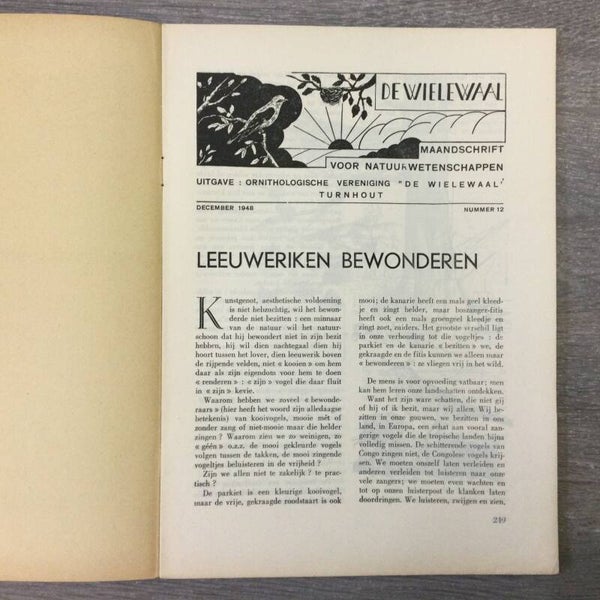 DE WIELEWAAL
MAANDSCHRIFT
VOOR NATUURWETENSCHAPPEN
UITGAVE : ORNITHOLOGISCHE VERENIGING "DE WIELEWAAL"
TURNHOUT
DECEMBER 1948 NUMMER 12
LEEUWERIKEN BEWONDEREN
Kunstgenot, aesthetische voldoening
is niet hebzuchtig, wil het bewon-
derde niet bezitten : een minnaar
van de natuur wil het natuur-
schoon dat hij bewondert niet in zijn bezit
hebben, hij wil dien nachtegaal dien hij
hoort tussen het lover, dien leeuwerik boven
de rijpende velden, niet « kooien » om hem
daar als zijn eigendom voor hem te doen
« renderen » : « zijn » vogel die daar fluit
in « zijn » kevie.
Waarom hebben we zoveel « bewonde-
raars » (hier heeft het woord zijn alledaagse
betekenis) van kooivogels, mooie mét of
zonder zang of niet-mooie maar die helder
zingen ? Waarom zien we zo weinigen, zo
« géén » o.z.z. de mooi gekleurde vogels
volgen tussen de takken, de mooi zingende
vogeltjes beluisteren in de vrijheid ?
Zijn we allen niet te zakelijk ? te prac-
tisch ?
De parkiet is een kleurige kooivogel,
maar de vrije, gekraagde roodstaart is ook
mooi; de kanarie heeft een mals geel kleed-
je en zingt helder, maar boszanger-fitis
heeft ook een mals groengeel kleedje en
zingt zoet, zuiders. Het grootste verschil ligt
in onze verhouding tot die vogeltjes : de
parkiet en de kanarie « bezitten » we, de
gekraagde en de fitis kunnen we alleen maar
« bewonderen » : ze vliegen vrij in het wild.
De mens is voor opvoeding vatbaar; men
kan hem leren onze landschaften ontdekken.
Want het zijn ware schatten, die niet gij
of hij of ik bezit, maar wij allen. Wij be-
zitten in onze gouwen, we bezitten in ons
land, in Europa, een schat aan vooral zan-
gerige vogels die de tropische landen bijna
volledig missen. De schitterende vogels van
Congo zingen niet, de Congolese vogels krij-
sen. We moeten onszelf laten verleiden en
anderen verleiden tot luisteren naar onze
vele zangers; we moeten even wachten en
tot op onzen luisterpost de klanken laten
doordringen. We luisteren, zwijgen en zien,
249